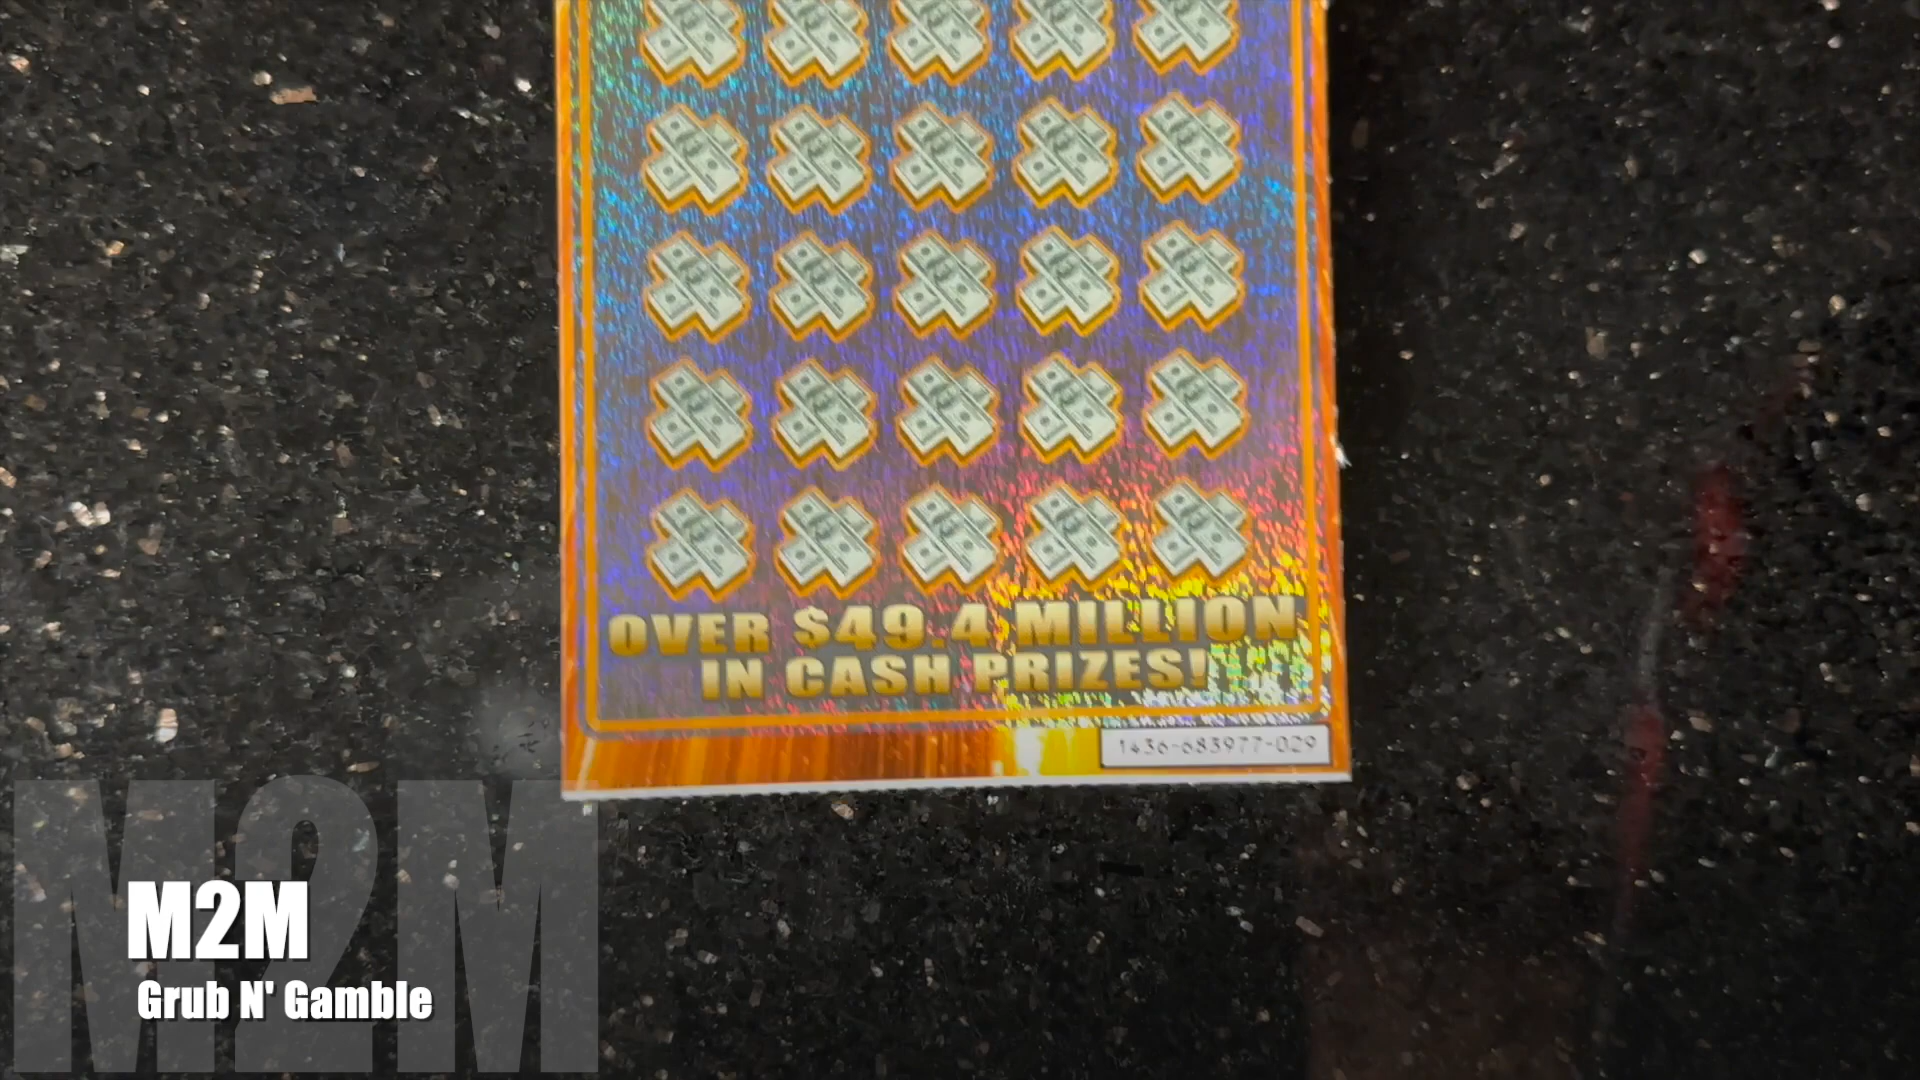 OVER $49.4 MILLION
IN CASH PRIZES!
1436-683977-029
M2M
M2M
Grub N' Gamble